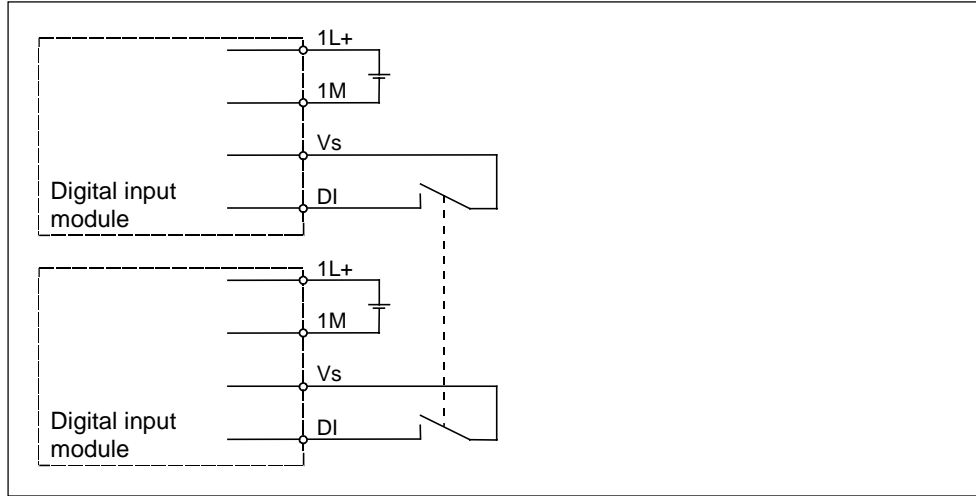 1L+
1M
Vs
DI
Digital input
module
1L+
1M
Vs
DI
Digital input
module